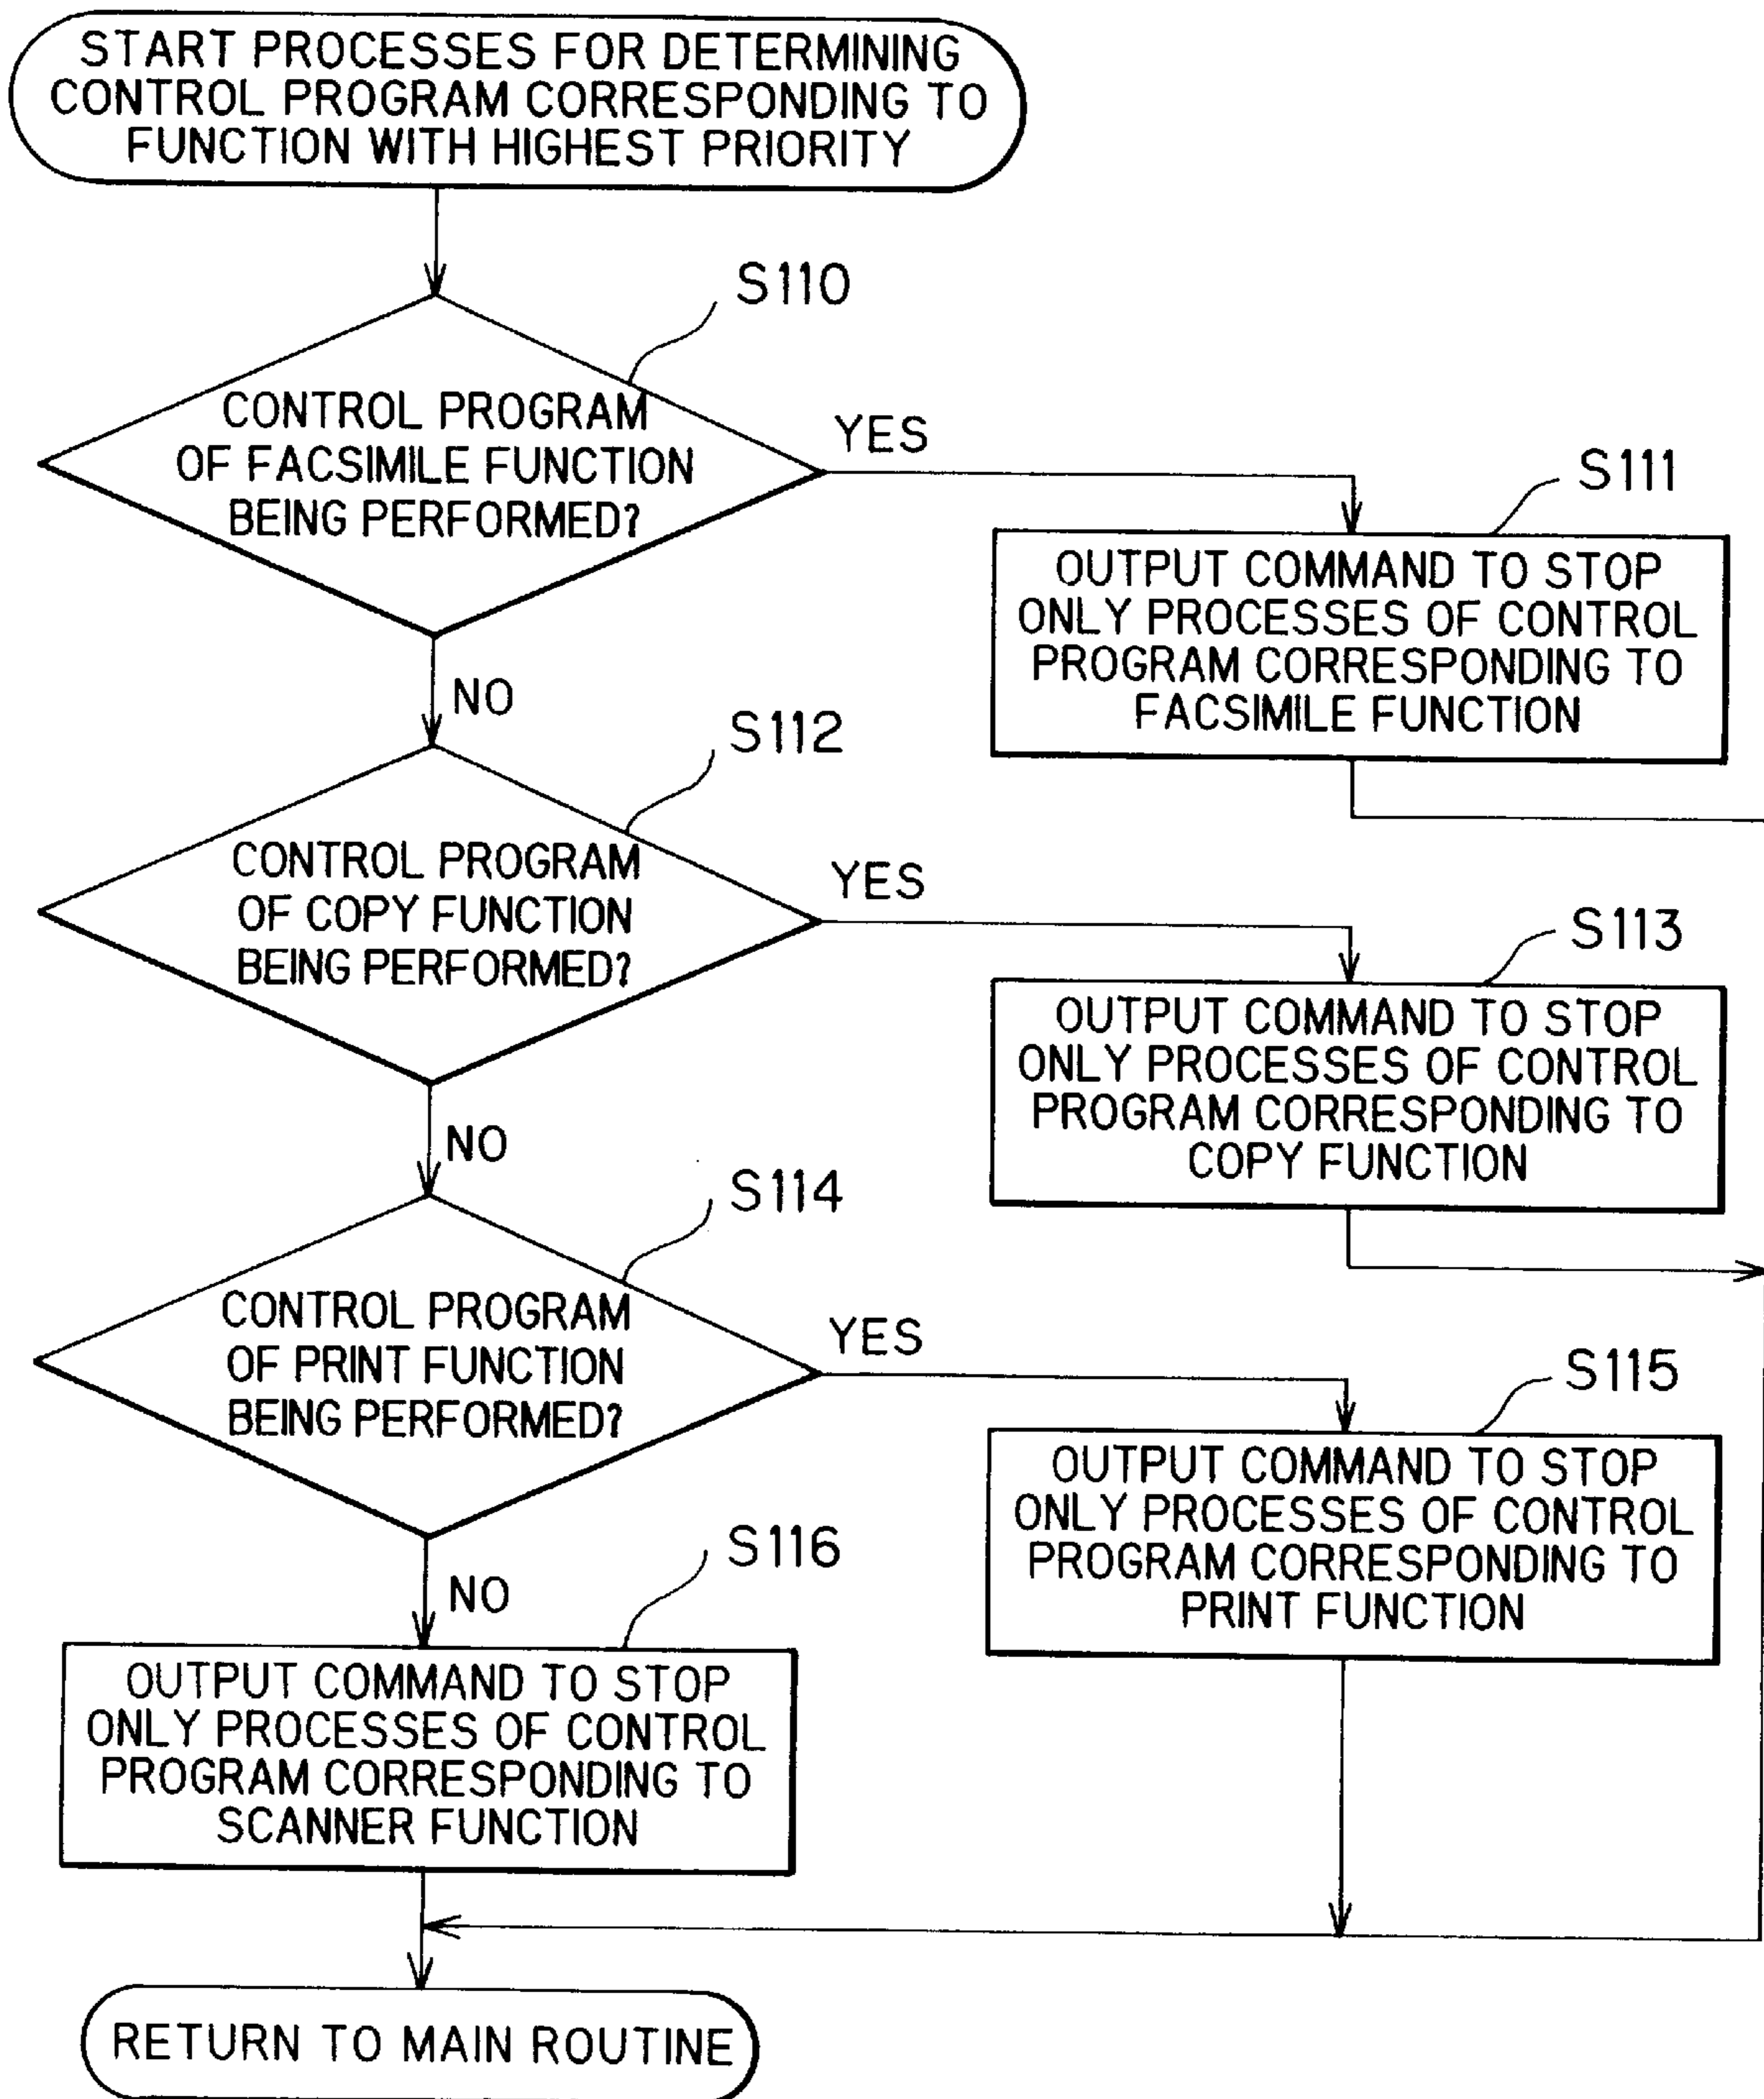 START PROCESSES FOR DETERMINING
CONTROL PROGRAM CORRESPONDING TO
FUNCTION WITH HIGHEST PRIORITY
S110
CONTROL PROGRAM
OF FACSIMILE FUNCTION
BEING PERFORMED?
YES
S111
OUTPUT COMMAND TO STOP
ONLY PROCESSES OF CONTROL
PROGRAM CORRESPONDING TO
FACSIMILE FUNCTION
NO
S112
CONTROL PROGRAM
OF COPY FUNCTION
BEING PERFORMED?
YES
S113
OUTPUT COMMAND TO STOP
ONLY PROCESSES OF CONTROL
PROGRAM CORRESPONDING TO
COPY FUNCTION
NO
S114
CONTROL PROGRAM
OF PRINT FUNCTION
BEING PERFORMED?
YES
S115
OUTPUT COMMAND TO STOP
ONLY PROCESSES OF CONTROL
PROGRAM CORRESPONDING TO
PRINT FUNCTION
NO
S116
OUTPUT COMMAND TO STOP
ONLY PROCESSES OF CONTROL
PROGRAM CORRESPONDING TO
SCANNER FUNCTION
RETURN TO MAIN ROUTINE